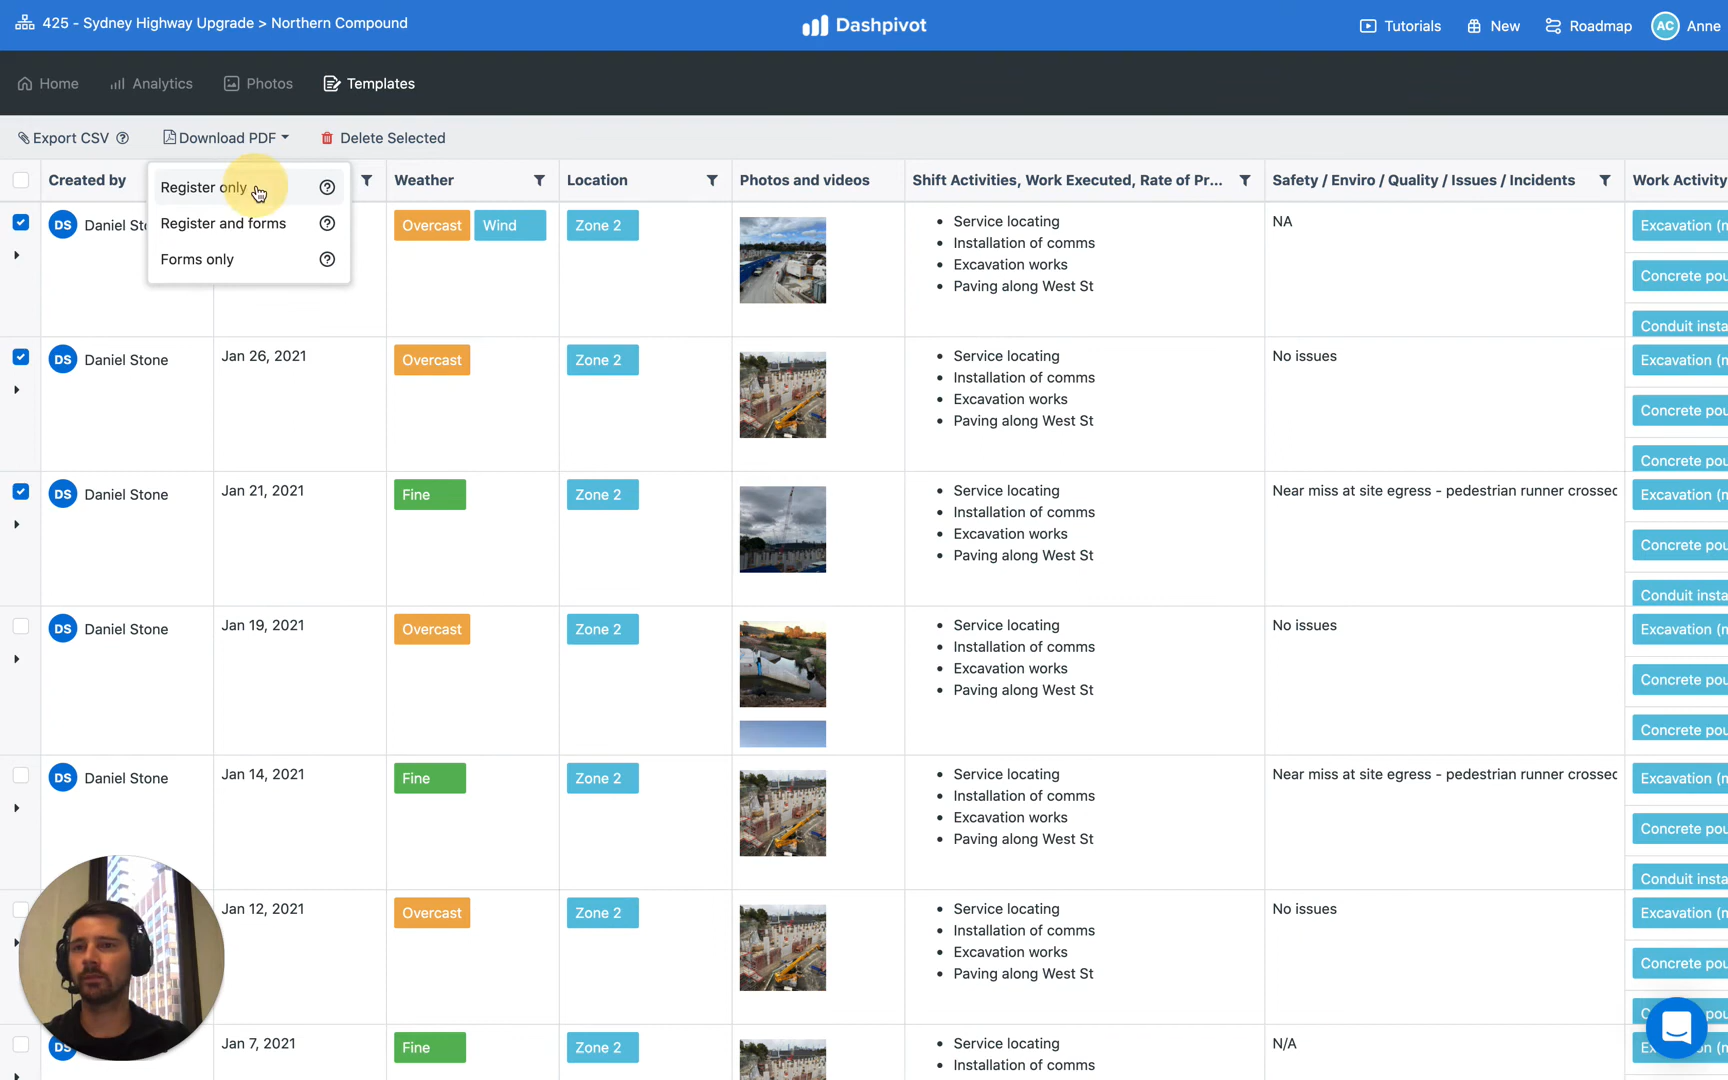 425 - Sydney Highway Upgrade > Northern Compound
Dashpivot
Tutorials
New
Roadmap
AC Anne
Home
Analytics
Photos
Templates
Export CSV
Download PDF
Delete Selected
Created by
Weather
Location
Photos and videos
Shift Activities, Work Executed, Rate of Pr...
Safety / Enviro / Quality / Issues / Incidents
Work Activity
Register only
Register and forms
Forms only
DS Daniel Sto
Overcast Wind
Zone 2
Service locating
Installation of comms
Excavation works
Paving along West St
NA
Excavation (m
Concrete pou
Conduit insta
DS Daniel Stone
Jan 26, 2021
Overcast
Zone 2
Service locating
Installation of comms
Excavation works
Paving along West St
No issues
Excavation (m
Concrete pou
Concrete pou
DS Daniel Stone
Jan 21, 2021
Fine
Zone 2
Service locating
Installation of comms
Excavation works
Paving along West St
Near miss at site egress - pedestrian runner crossed
Excavation (m
Concrete pou
Conduit insta
DS Daniel Stone
Jan 19, 2021
Overcast
Zone 2
Service locating
Installation of comms
Excavation works
Paving along West St
No issues
Excavation (m
Concrete pou
Concrete pou
DS Daniel Stone
Jan 14, 2021
Fine
Zone 2
Service locating
Installation of comms
Excavation works
Paving along West St
Near miss at site egress - pedestrian runner crossed
Excavation (m
Concrete pou
Conduit insta
Jan 12, 2021
Overcast
Zone 2
Service locating
Installation of comms
Excavation works
Paving along West St
No issues
Excavation (m
Concrete pou
DS
Jan 7, 2021
Fine
Zone 2
Service locating
Installation of comms
N/A